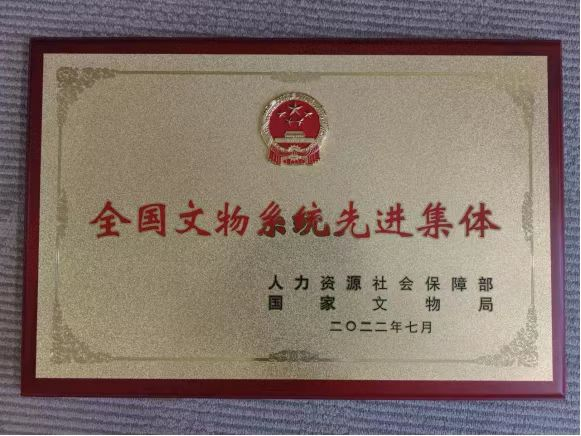 全国文物系统先进集体
人力资源社会保障部
国家文物局
二〇二二年七月